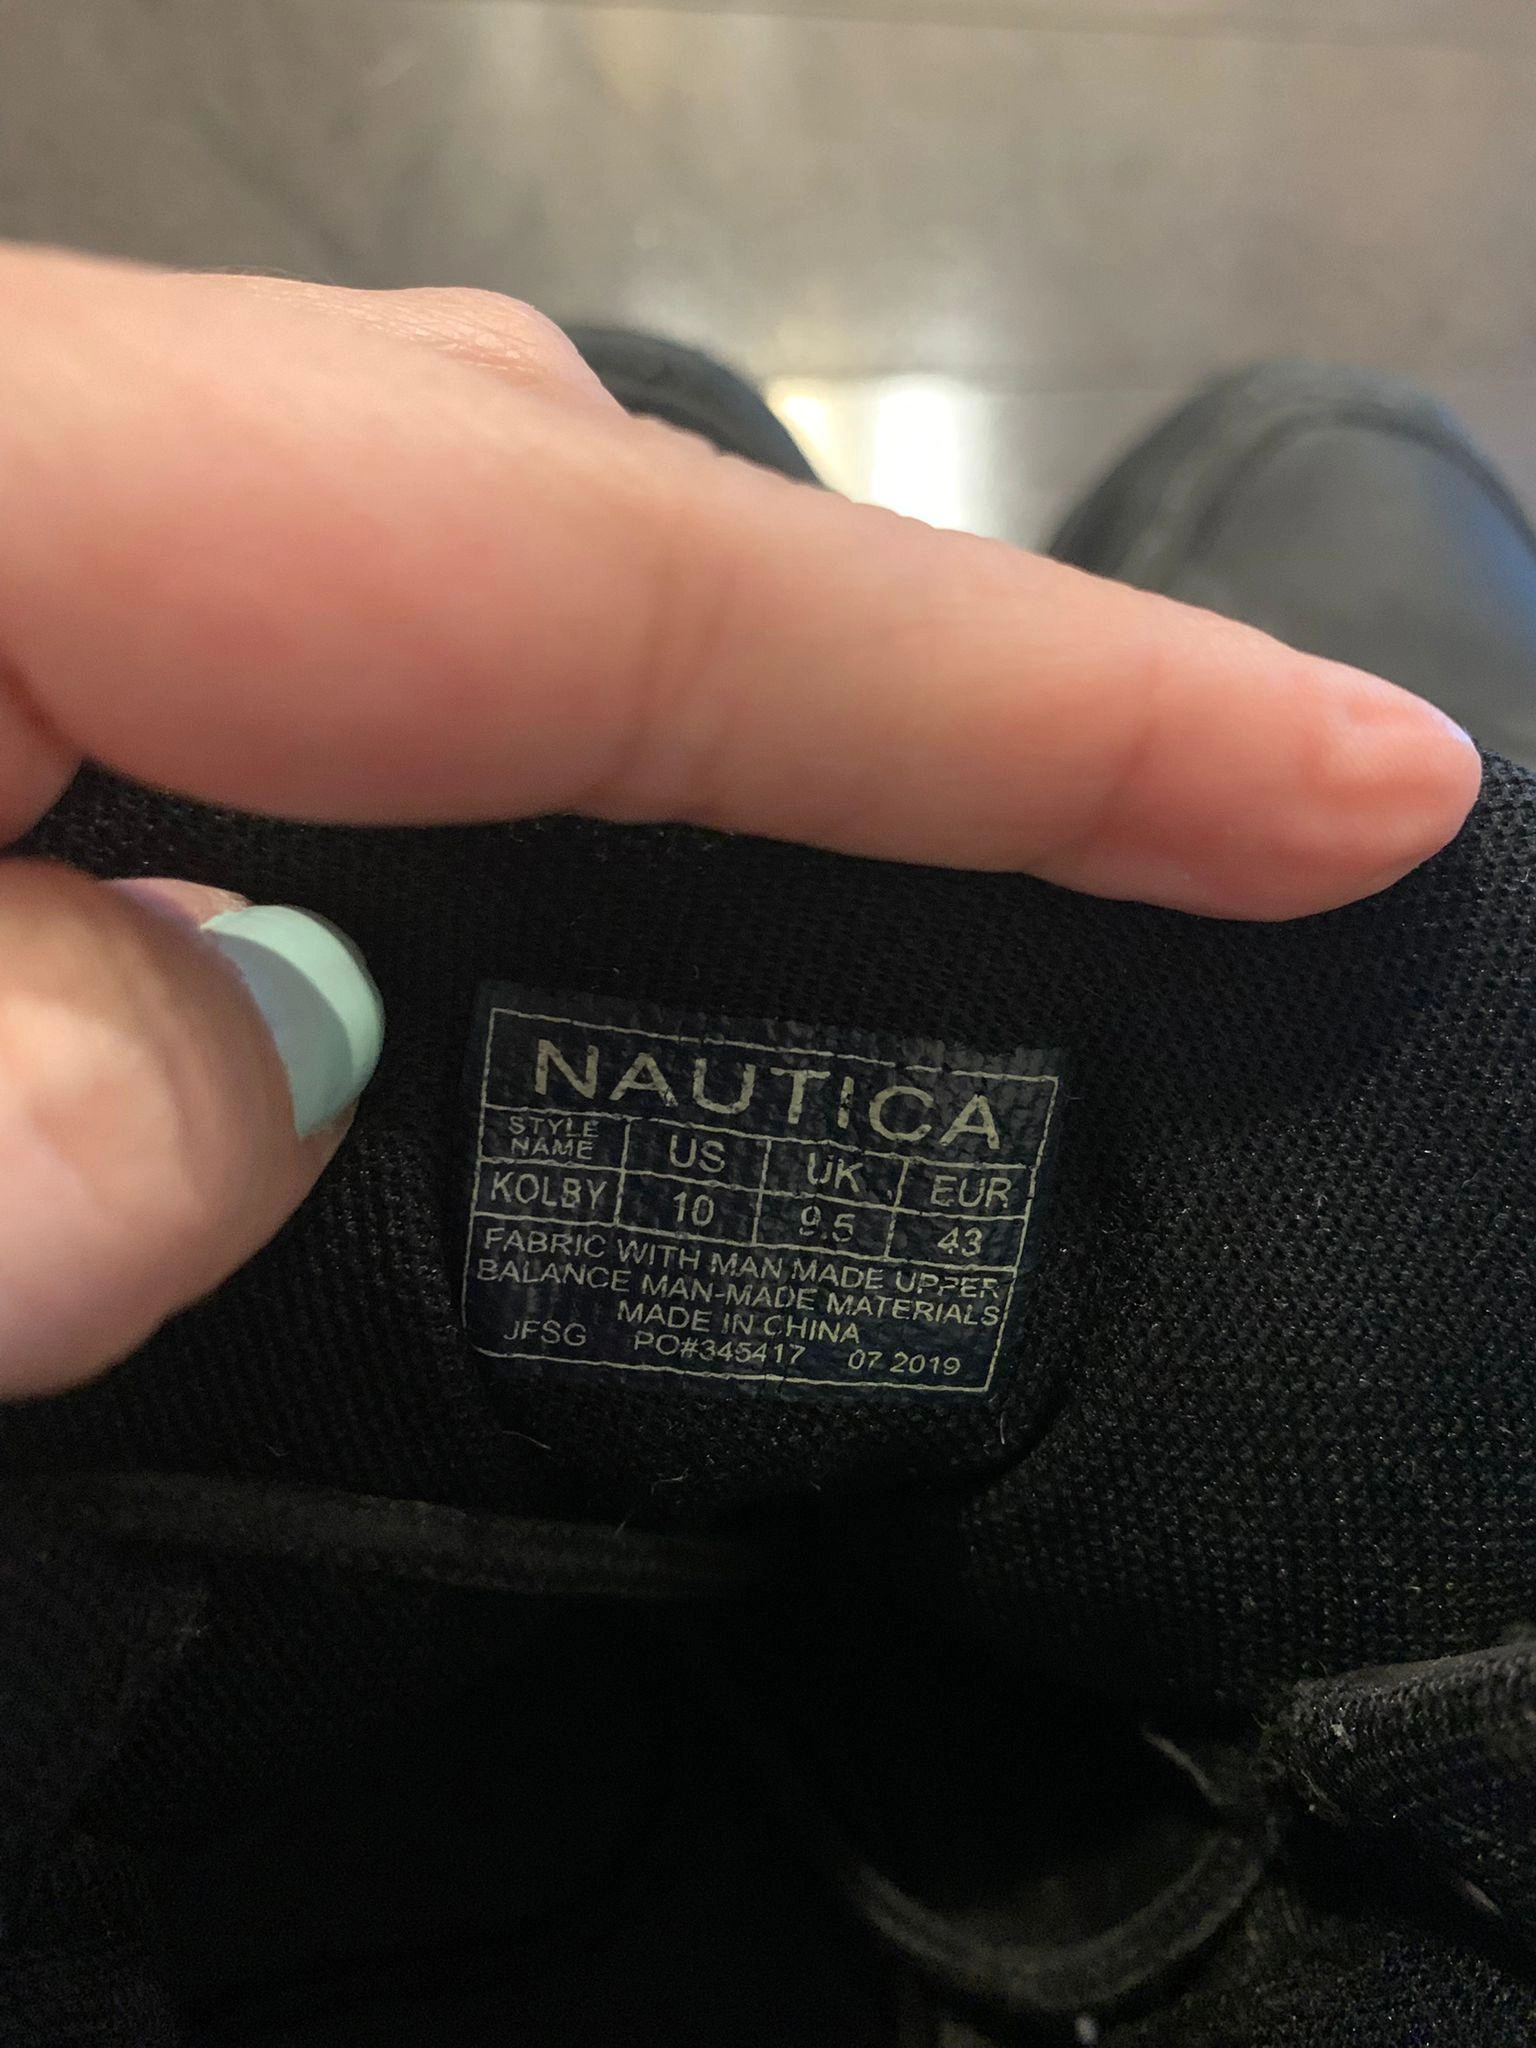 NAUTICA
STYLE NAME US UK EUR
KOLBY 10 9.5 43
FABRIC WITH MAN MADE UPPER
BALANCE MAN-MADE MATERIALS
MADE IN CHINA
JFSG PO#345417 07 2019